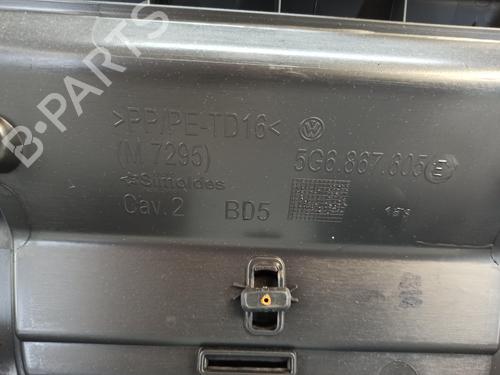 >PP/PE-TD16<
(M 7295)
Simoldes
Cav. 2
BD5
5G6.867.605
B-PARTS